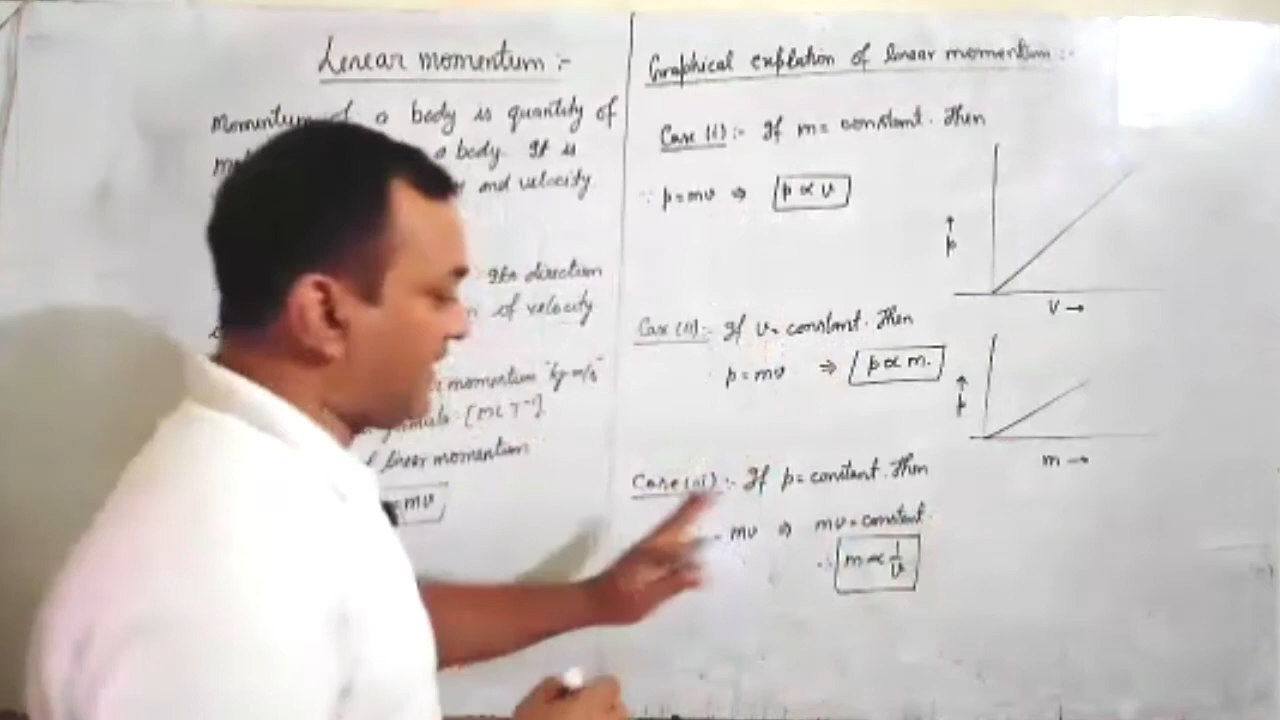 Linear momentum :-
Momentum of a body is quantity of
a body. It is
and velocity
Its direction
of velocity
momentum "kg-m/s"
[MLT⁻¹].
linear momentum
= mv
Graphical explation of linear momentum :-
Case (i) :- If m = constant. Then
∵ p = mv ⇒ p ∝ v
↑
p
v →
Case (ii) :- If v = constant. Then
p = mv ⇒ p ∝ m.
↑
p
m →
Case (iii) :- If p = constant. Then
= mv ⇒ mv = constant.
∴ m ∝ 1/v